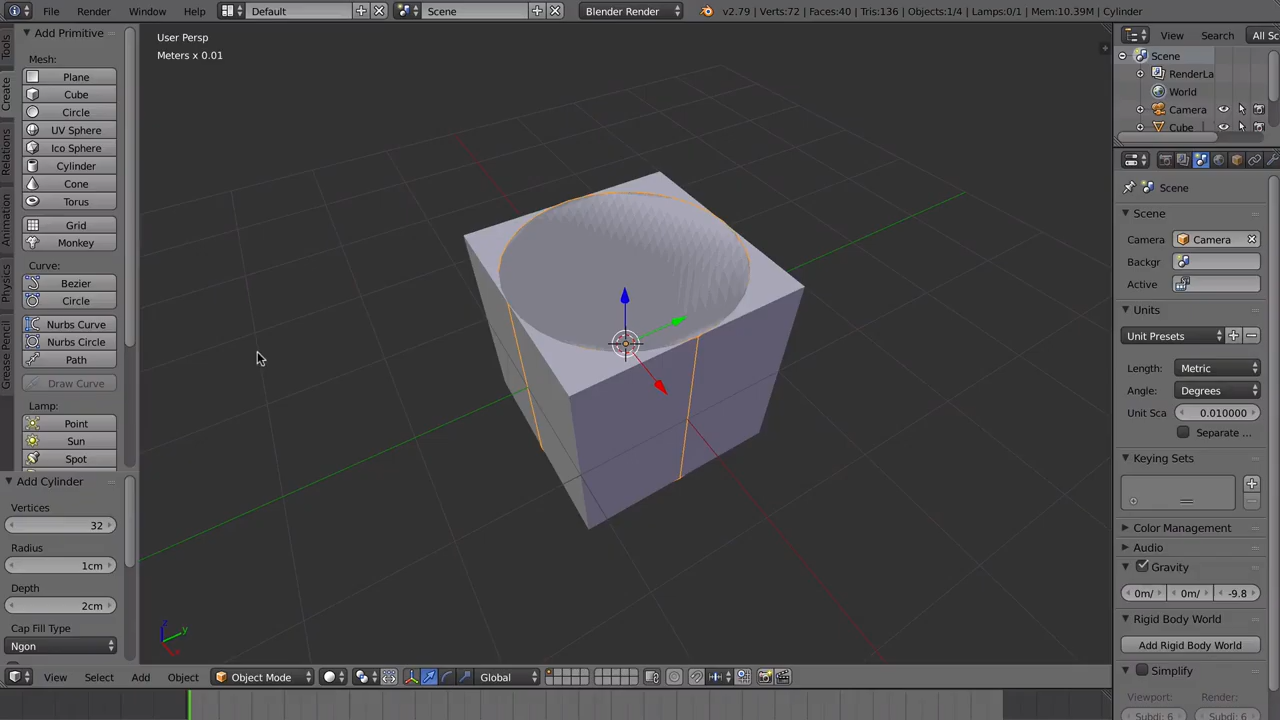 File
Render
Window
Help
Default
Scene
Blender Render
v2.79 | Verts:72 | Faces:40 | Tris:136 | Objects:1/4 | Lamps:0/1 | Mem:10.39M | Cylinder
Tools
Create
Relations
Animation
Physics
Grease Pencil
Add Primitive
Mesh:
Plane
Cube
Circle
UV Sphere
Ico Sphere
Cylinder
Cone
Torus
Grid
Monkey
Curve:
Bezier
Circle
Nurbs Curve
Nurbs Circle
Path
Draw Curve
Lamp:
Point
Sun
Spot
Add Cylinder
Vertices
32
Radius
1cm
Depth
2cm
Cap Fill Type
Ngon
User Persp
Meters x 0.01
z
y
x
View
Select
Add
Object
Object Mode
Global
View
Search
All Sc
Scene
RenderLa
World
Camera
Cube
Scene
Scene
Camera
Camera
Backgr
Active
Units
Unit Presets
Length:
Metric
Angle:
Degrees
Unit Sca
0.010000
Separate ...
Keying Sets
Color Management
Audio
Gravity
0m/
0m/
-9.8
Rigid Body World
Add Rigid Body World
Simplify
Viewport:
Render:
Subdi: 6
Subdi: 6